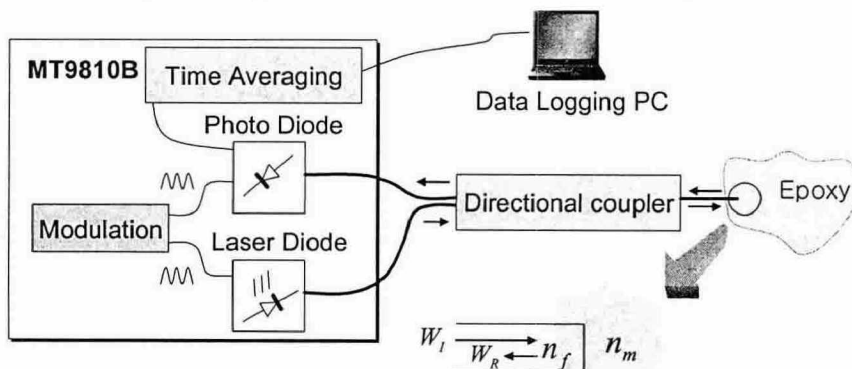 MT9810B
Time Averaging
Data Logging PC
Photo Diode
Directional coupler
Epoxy
Modulation
Laser Diode
W_I
W_R
n_f
n_m